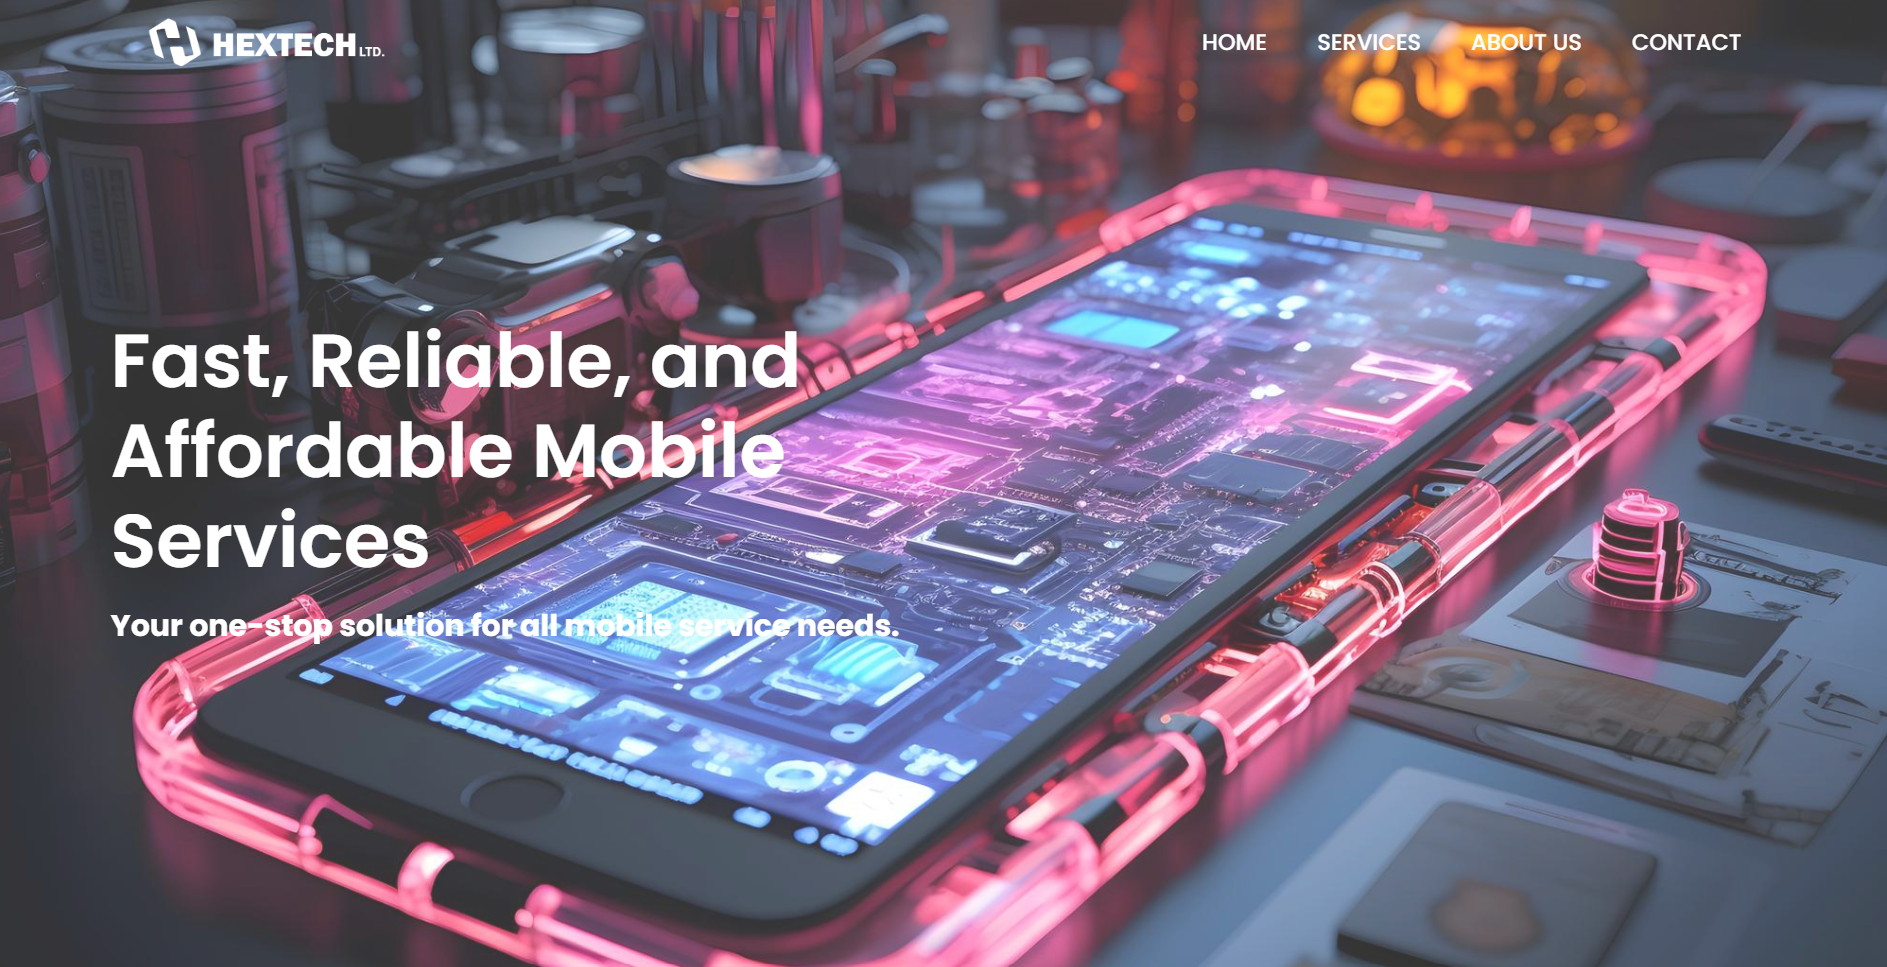 HEXTECH LTD.
HOME SERVICES ABOUT US CONTACT
Fast, Reliable, and
Affordable Mobile
Services
Your one-stop solution for all mobile service needs.